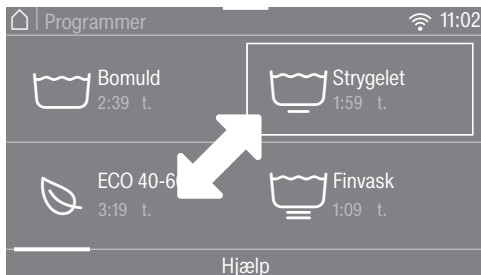 Programmer 11:02
Bomuld
2:39 t.
Strygelet
1:59 t.
ECO 40-6
3:19 t.
Finvask
1:09 t.
Hjælp